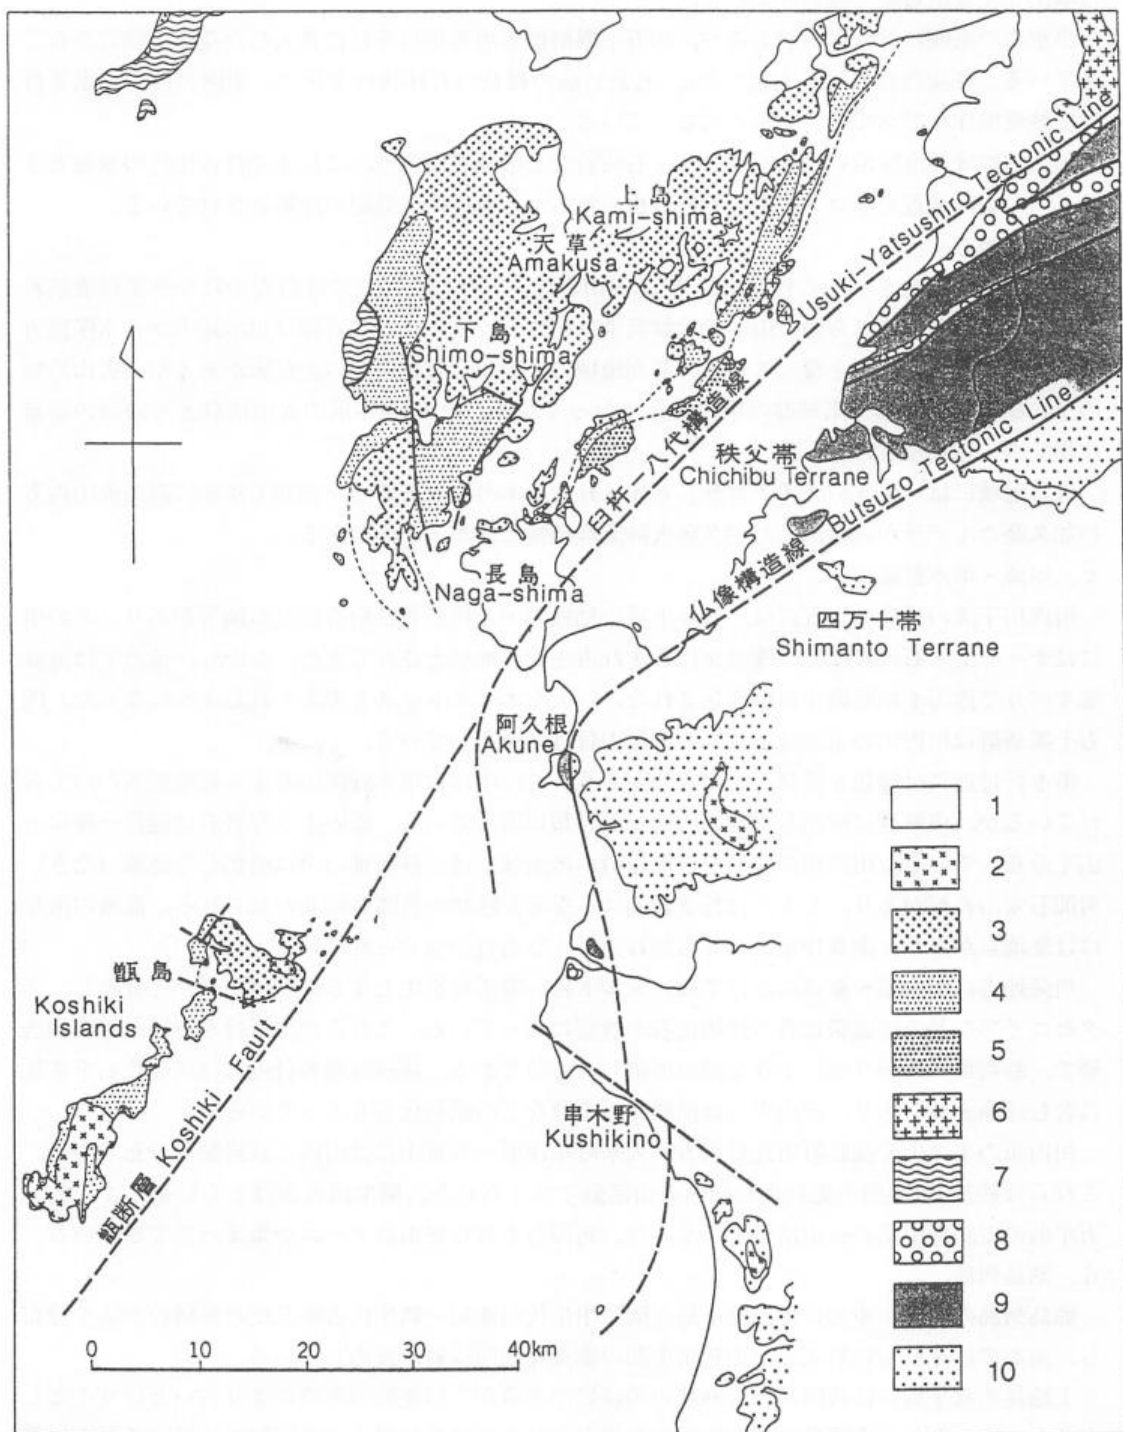 上島
Kami-shima
天草
Amakusa
下島
Shimo-shima
臼杵-八代構造線
Usuki-Yatsushiro Tectonic Line
秩父帯
Chichibu Terrane
仏像構造線
Butsuzo Tectonic Line
長島
Naga-shima
四万十帯
Shimanto Terrane
阿久根
Akune
甑島
Koshiki
Islands
甑断層 Koshiki Fault
串木野
Kushikino
1
2
3
4
5
6
7
8
9
10
0 10 20 30 40km